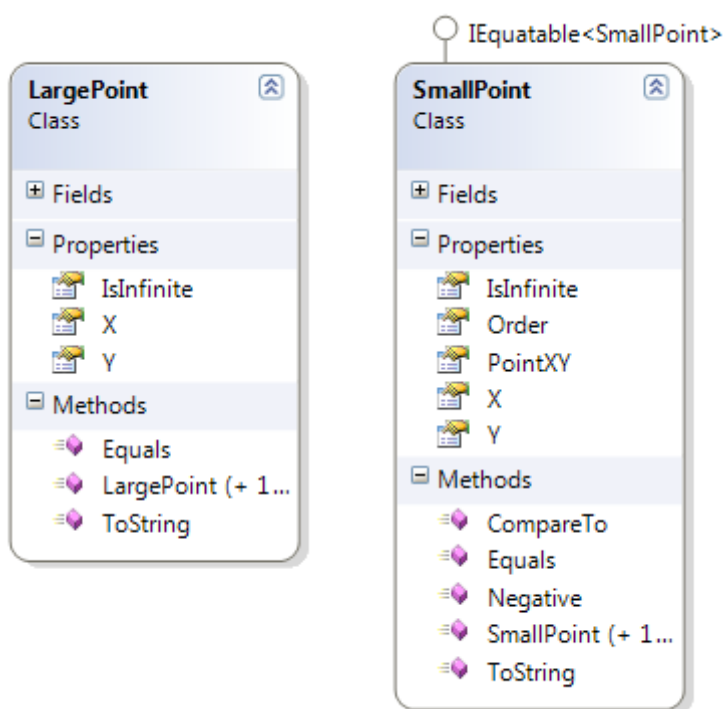 IEquatable<SmallPoint>
LargePoint
Class
Fields
Properties
IsInfinite
X
Y
Methods
Equals
LargePoint (+ 1...
ToString
SmallPoint
Class
Fields
Properties
IsInfinite
Order
PointXY
X
Y
Methods
CompareTo
Equals
Negative
SmallPoint (+ 1...
ToString